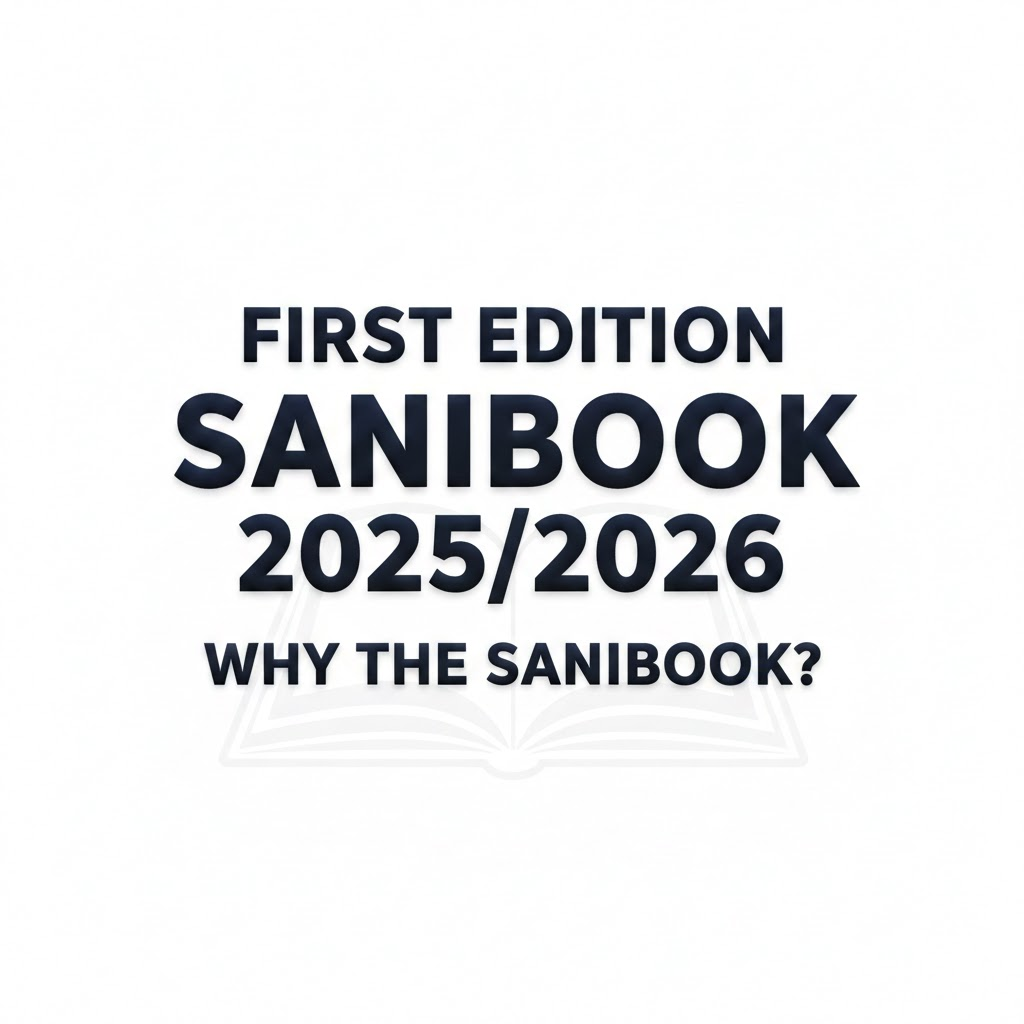 FIRST EDITION
SANIBOOK
2025/2026
WHY THE SANIBOOK?